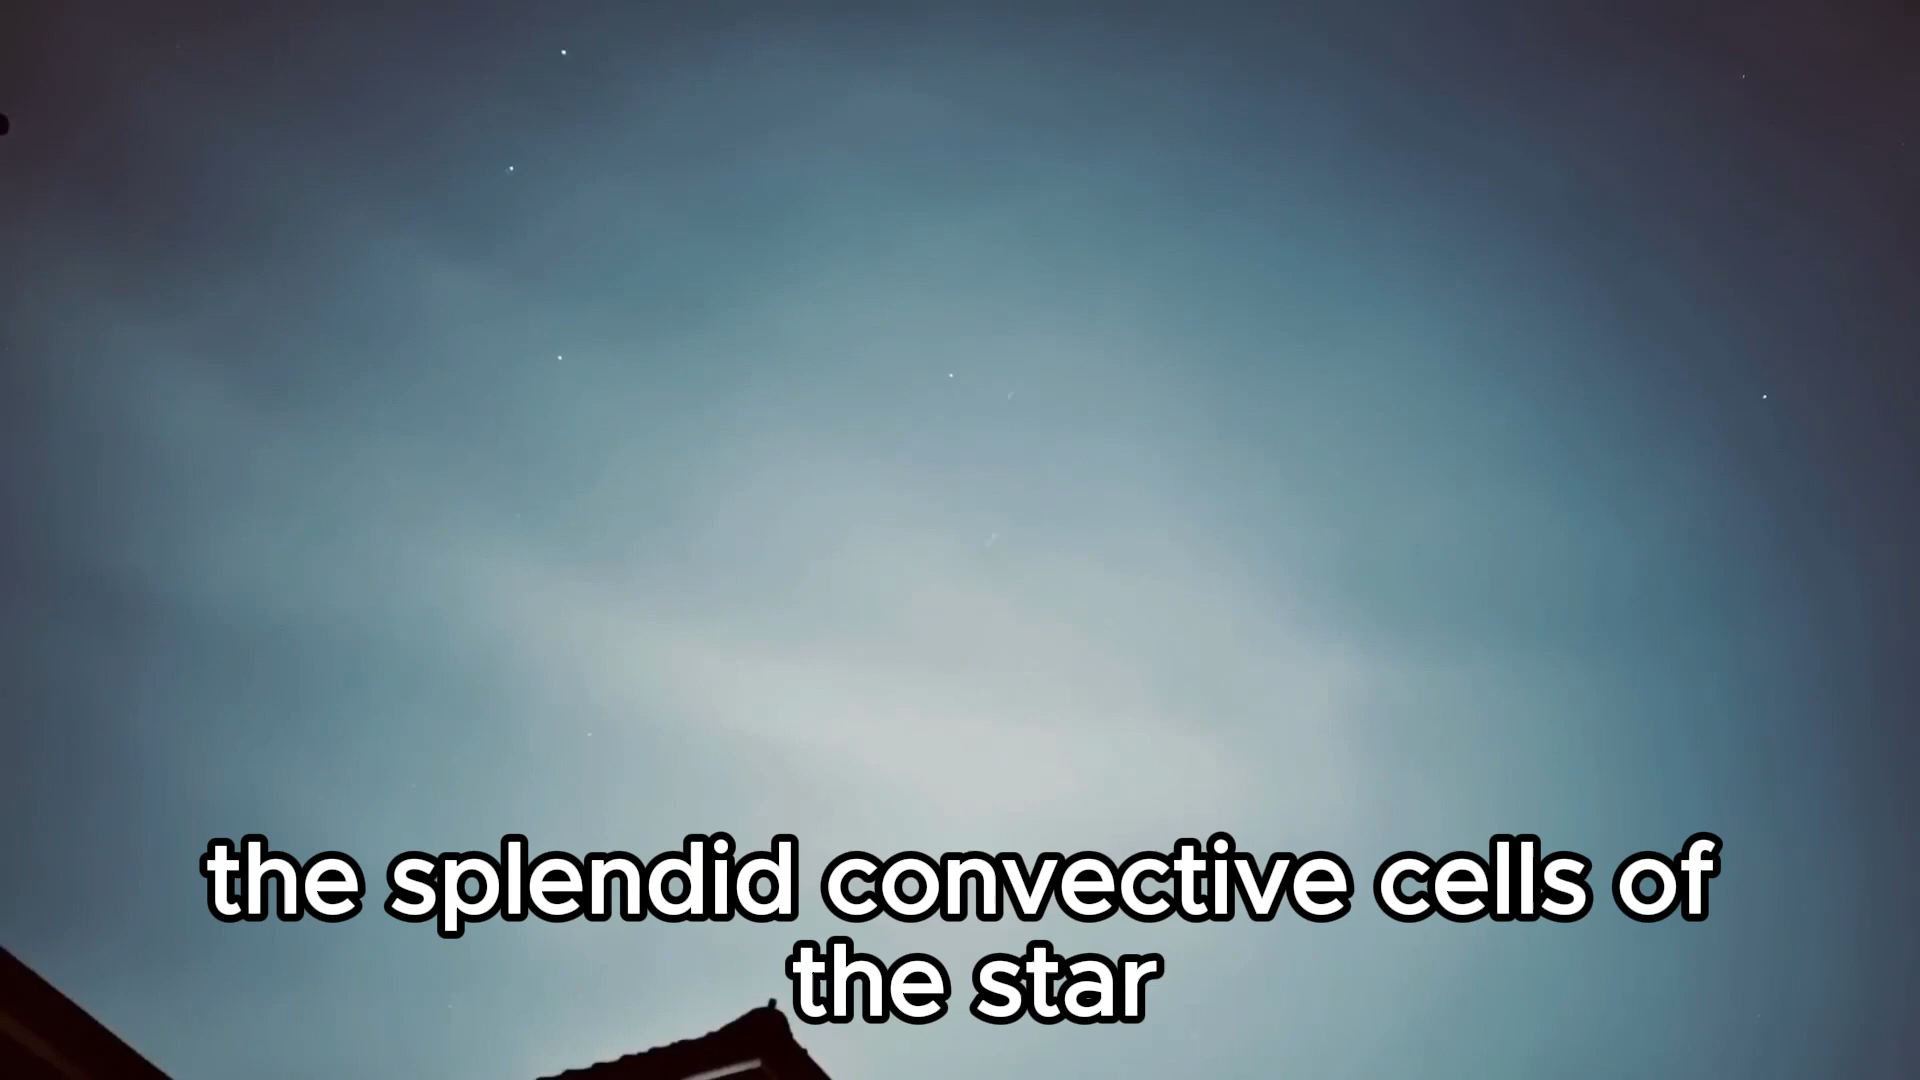 the splendid convective cells of
the star